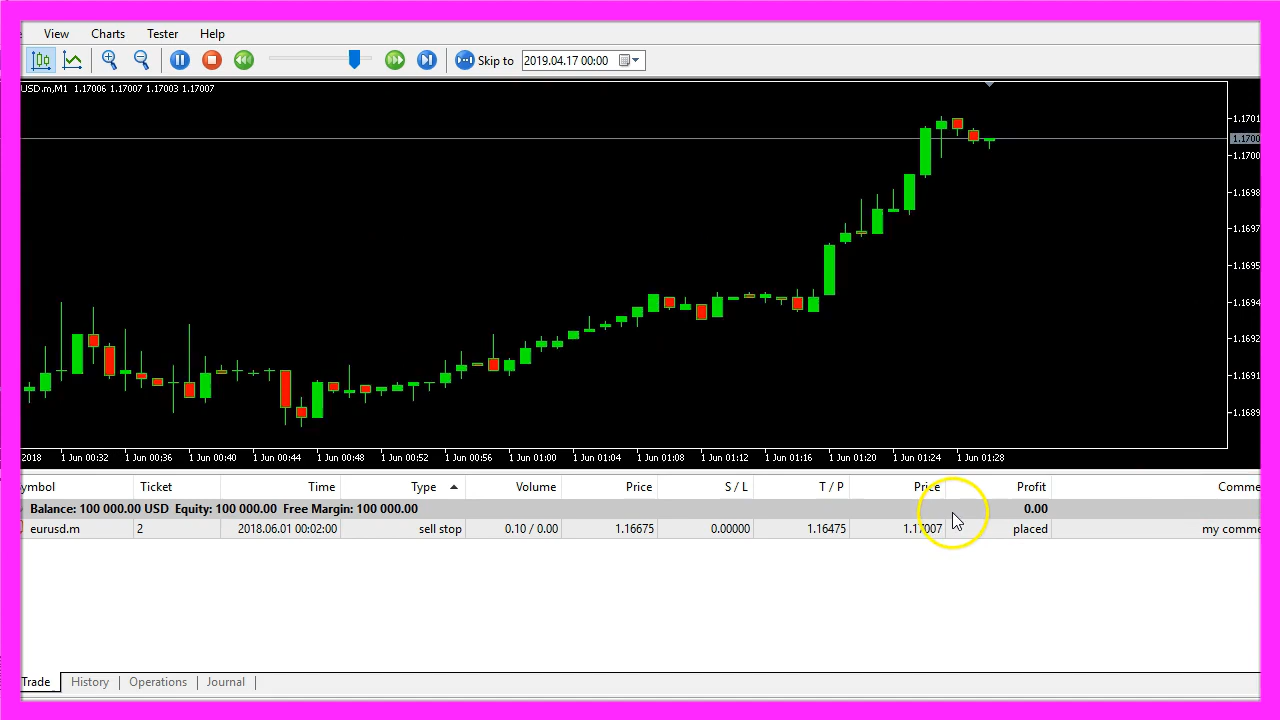 View Charts Tester Help
Skip to 2019.04.17 00:00
USD.m,M1 1.17006 1.17007 1.17003 1.17007
1.1701
1.1700
1.1700
1.1698
1.1697
1.1695
1.1694
1.1692
1.1691
1.1689
2018 1 Jun 00:32 1 Jun 00:36 1 Jun 00:40 1 Jun 00:44 1 Jun 00:48 1 Jun 00:52 1 Jun 00:56 1 Jun 01:00 1 Jun 01:04 1 Jun 01:08 1 Jun 01:12 1 Jun 01:16 1 Jun 01:20 1 Jun 01:24 1 Jun 01:28
ymbol Ticket Time Type Volume Price S / L T / P Price Profit Comme
Balance: 100 000.00 USD Equity: 100 000.00 Free Margin: 100 000.00 0.00
eurusd.m 2 2018.06.01 00:02:00 sell stop 0.10 / 0.00 1.16675 0.00000 1.16475 1.17007 placed my comme
Trade History Operations Journal